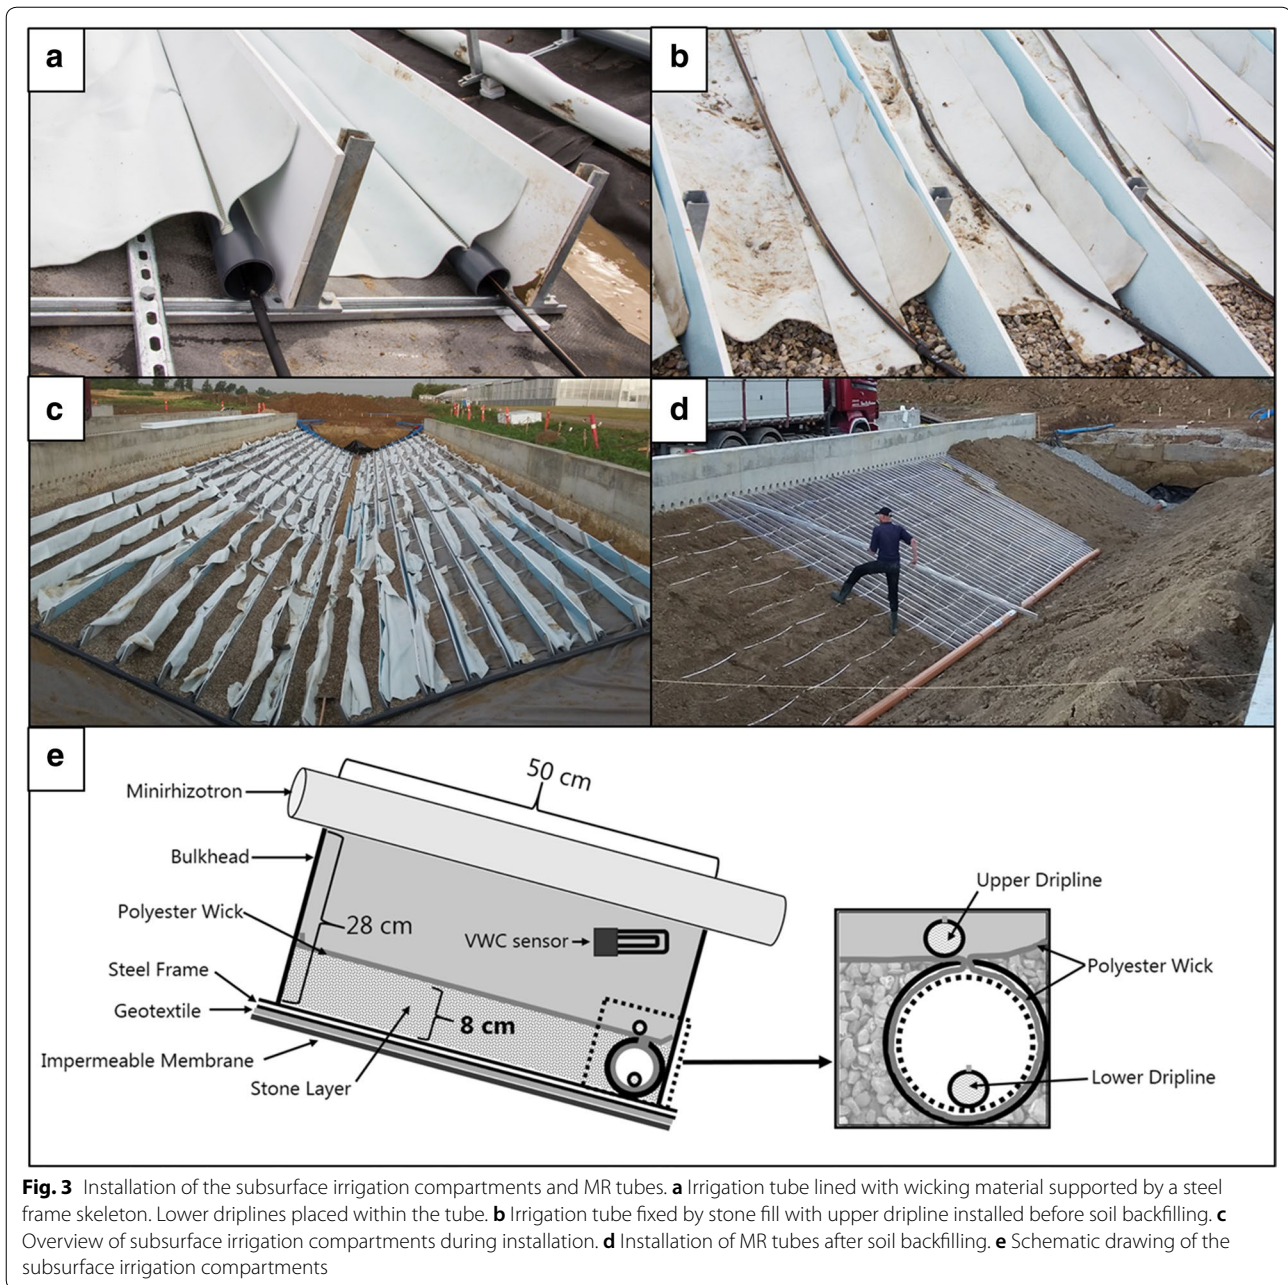 a
b
c
d
e
50 cm
Minirhizotron
Bulkhead
Polyester Wick
28 cm
VWC sensor
Steel Frame
Geotextile
8 cm
Impermeable Membrane
Stone Layer
Upper Dripline
Polyester Wick
Lower Dripline
Fig. 3 Installation of the subsurface irrigation compartments and MR tubes. a Irrigation tube lined with wicking material supported by a steel
frame skeleton. Lower driplines placed within the tube. b Irrigation tube fixed by stone fill with upper dripline installed before soil backfilling. c
Overview of subsurface irrigation compartments during installation. d Installation of MR tubes after soil backfilling. e Schematic drawing of the
subsurface irrigation compartments